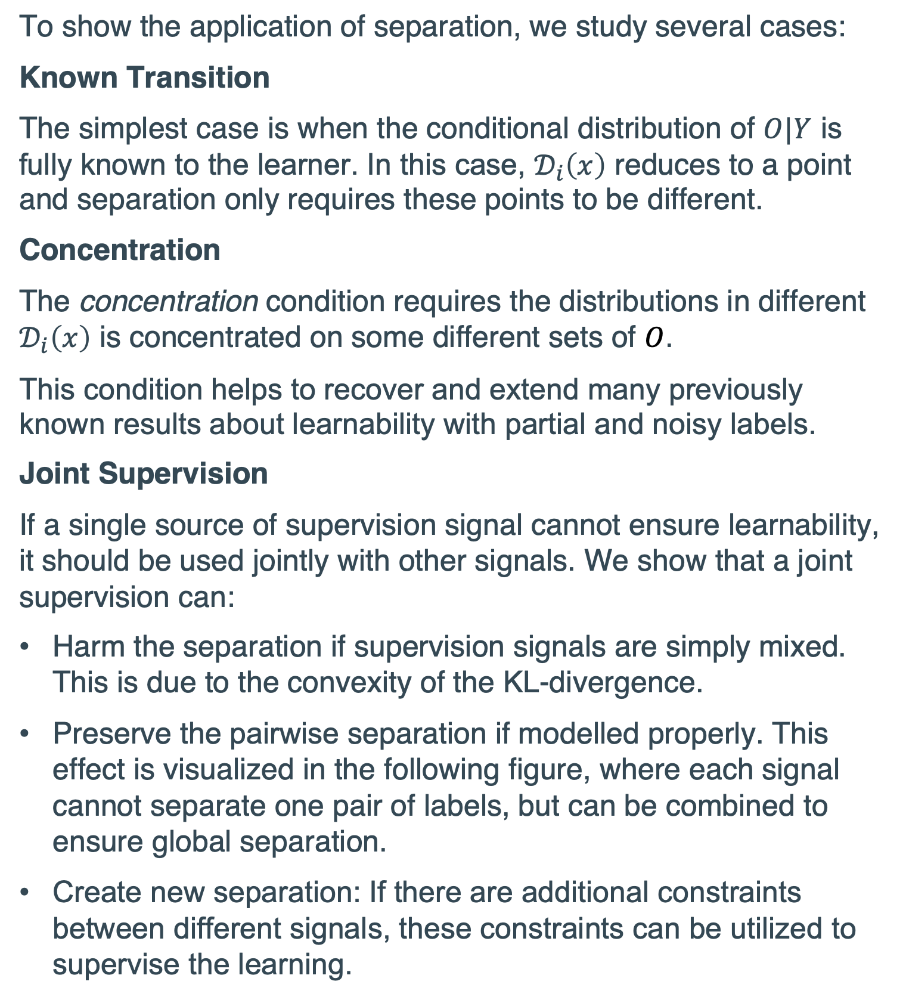 To show the application of separation, we study several cases:
Known Transition
The simplest case is when the conditional distribution of 𝑂|𝑌 is
fully known to the learner. In this case, 𝒟ᵢ(𝑥) reduces to a point
and separation only requires these points to be different.
Concentration
The concentration condition requires the distributions in different
𝒟ᵢ(𝑥) is concentrated on some different sets of 𝑂.
This condition helps to recover and extend many previously
known results about learnability with partial and noisy labels.
Joint Supervision
If a single source of supervision signal cannot ensure learnability,
it should be used jointly with other signals. We show that a joint
supervision can:
• Harm the separation if supervision signals are simply mixed.
This is due to the convexity of the KL-divergence.
• Preserve the pairwise separation if modelled properly. This
effect is visualized in the following figure, where each signal
cannot separate one pair of labels, but can be combined to
ensure global separation.
• Create new separation: If there are additional constraints
between different signals, these constraints can be utilized to
supervise the learning.